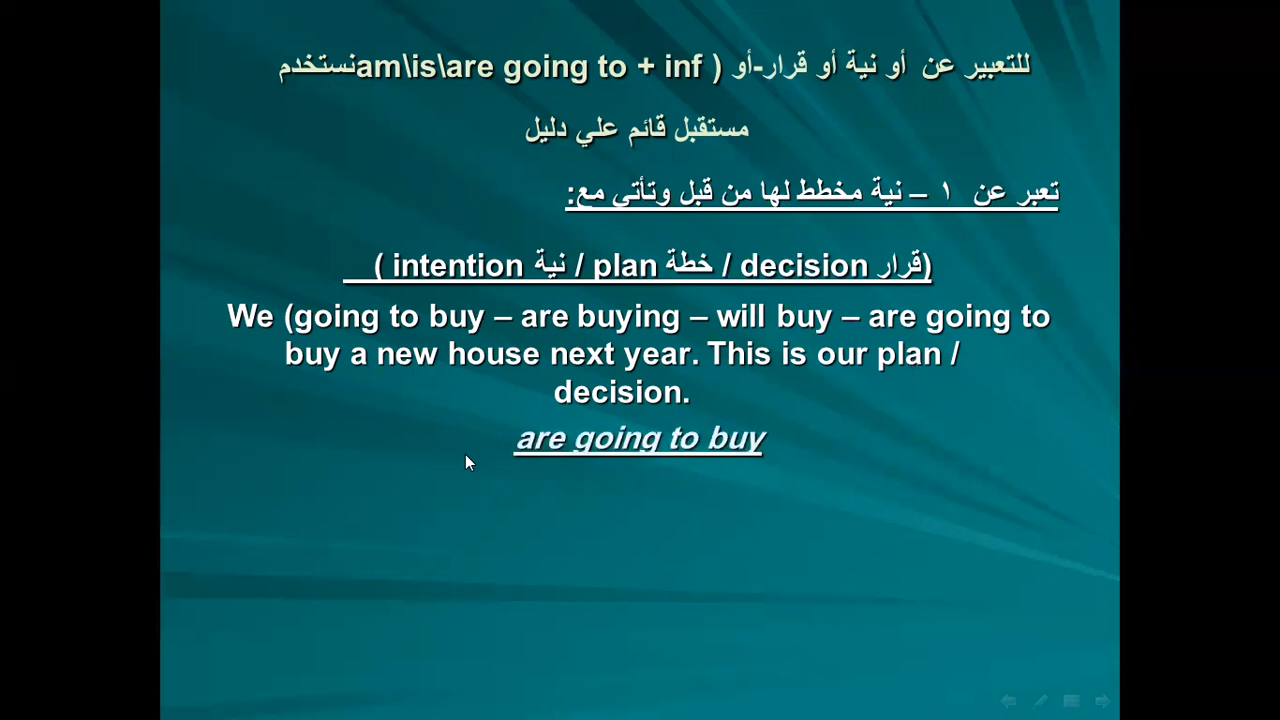 نستخدمam\is\are going to + inf ) للتعبير عن  أو نية أو قرار-أو
مستقبل قائم علي دليل
تعبر عن  ١ – نية مخطط لها من قبل وتأتي مع:
( intention نية / plan خطة / decision قرار)
We (going to buy – are buying – will buy – are going to
buy a new house next year. This is our plan /
decision.
are going to buy